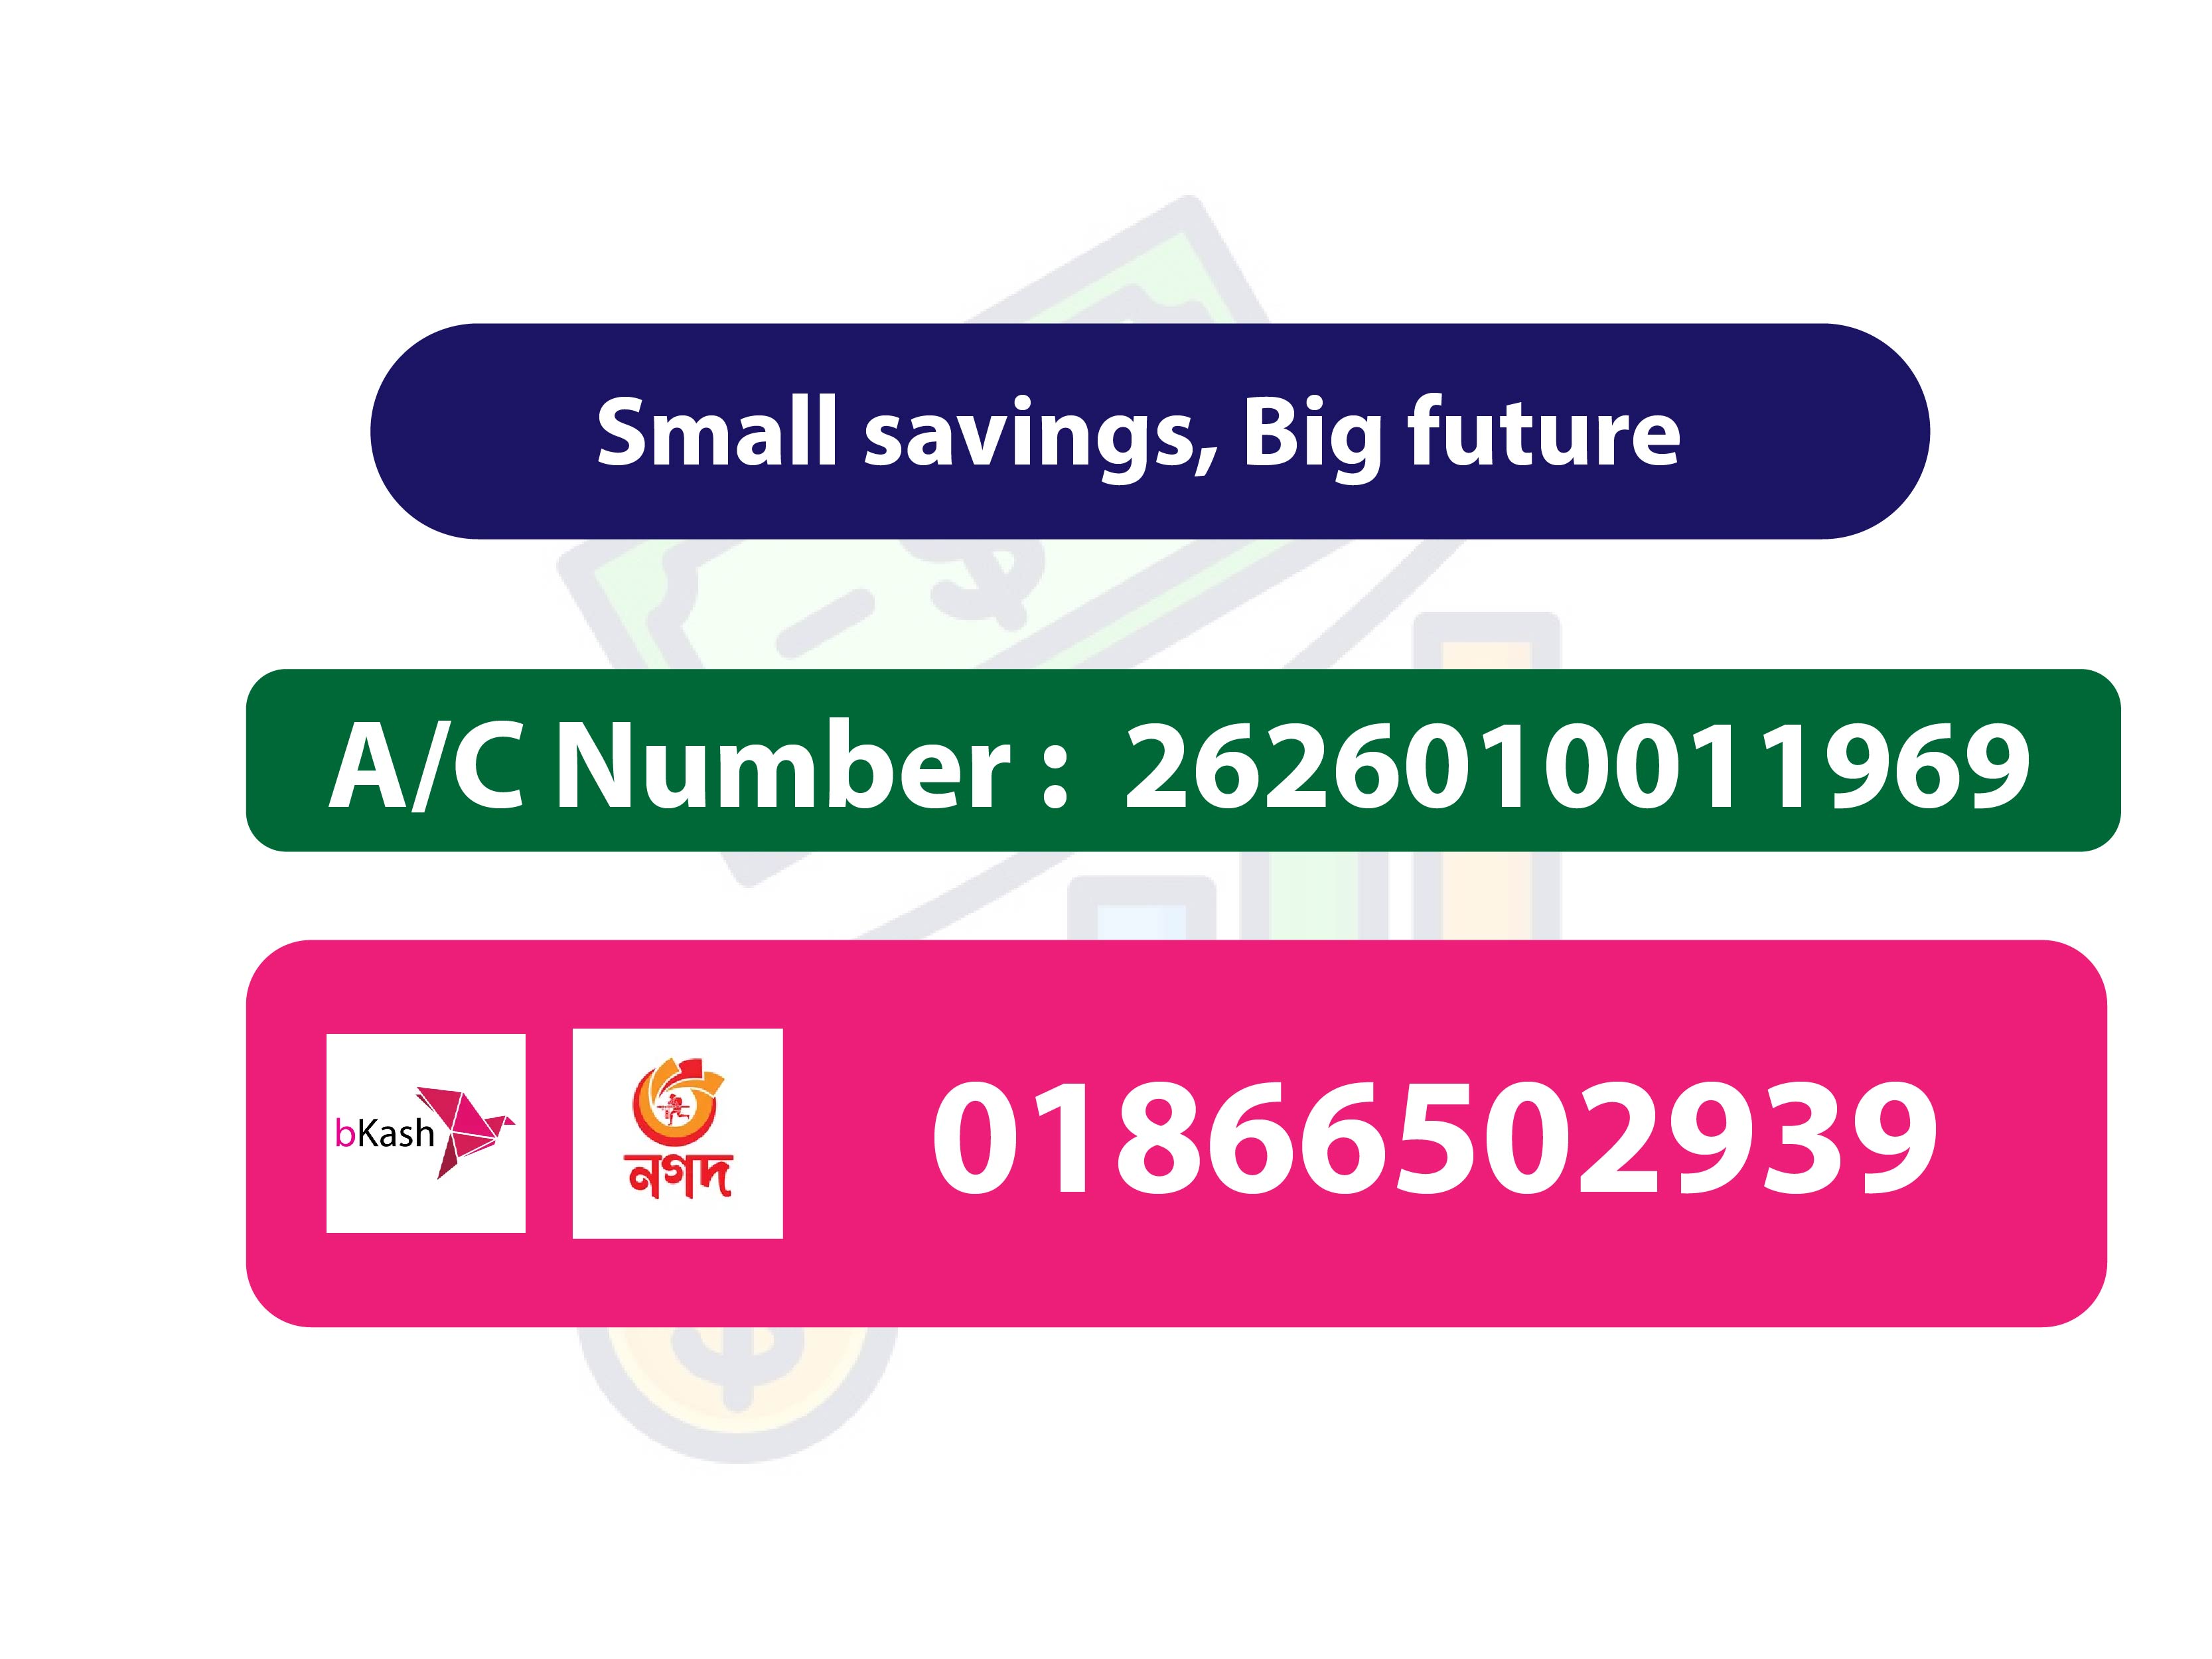 Small savings, Big future
A/C Number : 2626010011969
bKash
নগদ
01866502939